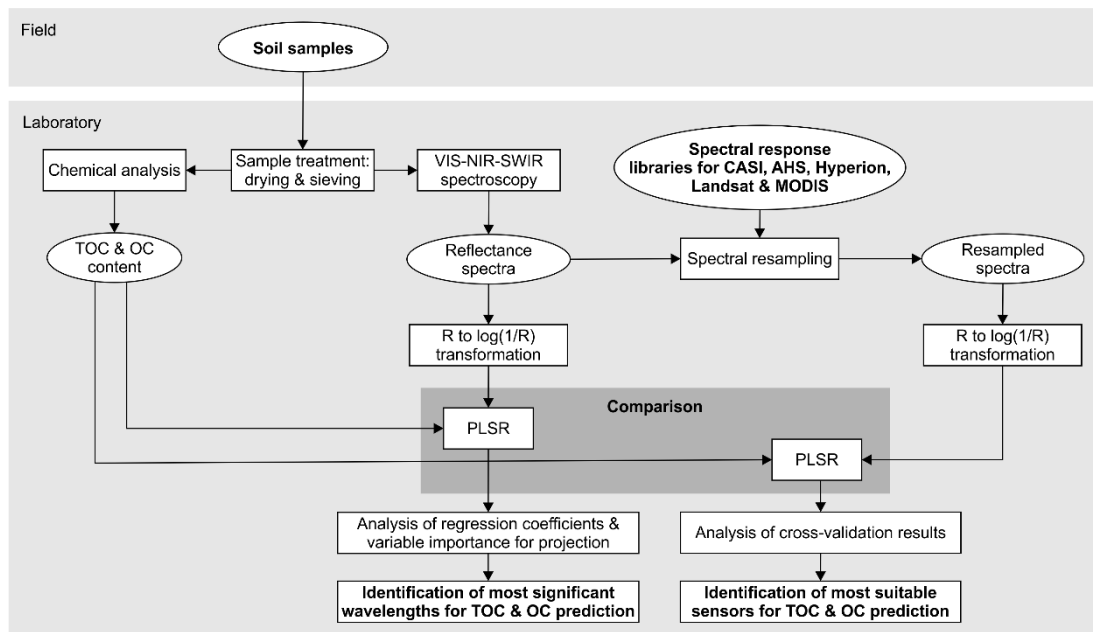 Field
Soil samples
Laboratory
Chemical analysis
Sample treatment:
drying & sieving
VIS-NIR-SWIR
spectroscopy
Spectral response
libraries for CASI, AHS, Hyperion,
Landsat & MODIS
TOC & OC
content
Reflectance
spectra
Spectral resampling
Resampled
spectra
R to log(1/R)
transformation
R to log(1/R)
transformation
Comparison
PLSR
PLSR
Analysis of regression coefficients &
variable importance for projection
Analysis of cross-validation results
Identification of most significant
wavelengths for TOC & OC prediction
Identification of most suitable
sensors for TOC & OC prediction